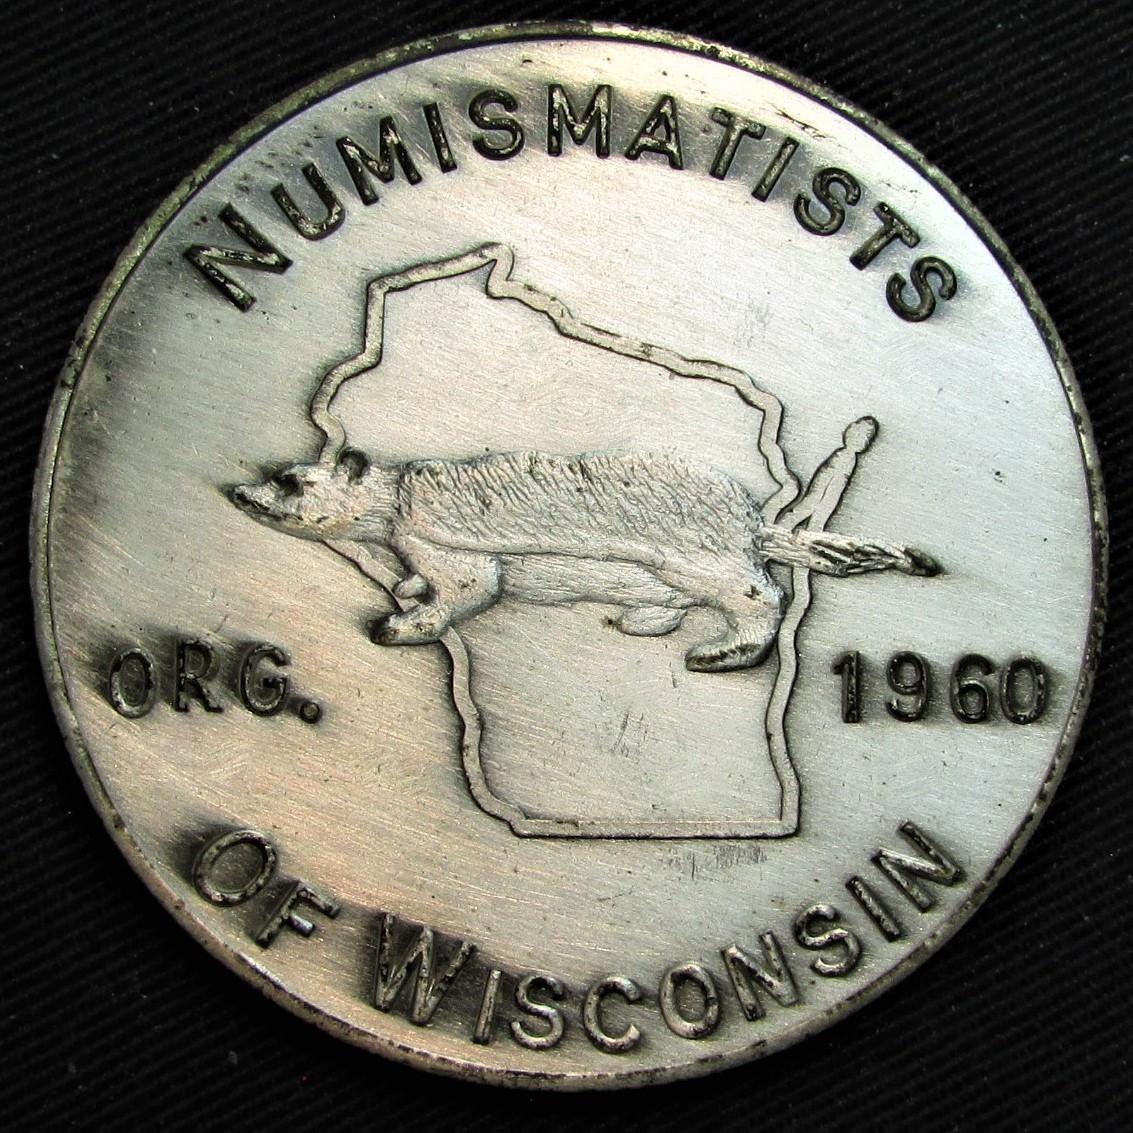 NUMISMATISTS
ORG. 1960
OF WISCONSIN